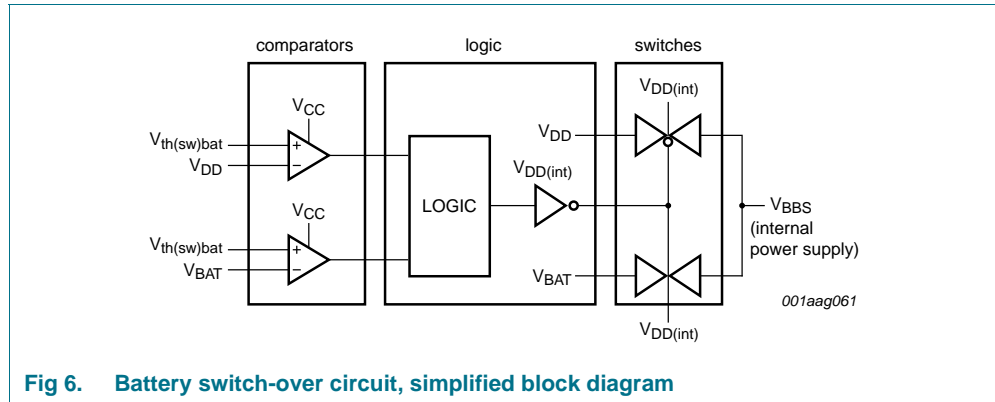 comparators
logic
switches
VCC
Vth(sw)bat
VDD
+
−
VCC
Vth(sw)bat
VBAT
+
−
LOGIC
VDD(int)
VDD
VBAT
VDD(int)
VDD(int)
VBBS
(internal
power supply)
001aag061
Fig 6. Battery switch-over circuit, simplified block diagram